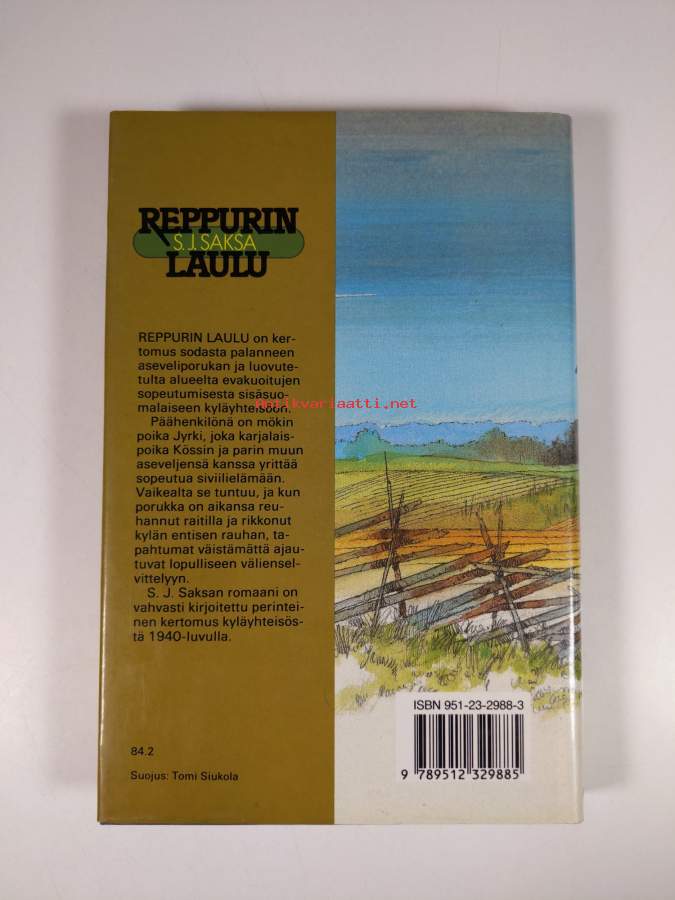 REPPURIN
S. J. SAKSA
LAULU
REPPURIN LAULU on ker-
tomus sodasta palanneen
aseveliporukan ja luovute-
tulta alueelta evakuoitujen
sopeutumisesta sisäsuo-
malaiseen kyläyhteisöön.
Antikvariaatti.net
Päähenkilönä on mökin
poika Jyrki, joka karjalais-
poika Kössin ja parin muun
aseveljensä kanssa yrittää
sopeutua siviilielämään.
Vaikealta se tuntuu, ja kun
porukka on aikansa reu-
hannut raitilla ja rikkonut
kylän entisen rauhan, ta-
pahtumat väistämättä ajau-
tuvat lopulliseen väliensel-
vittelyyn.
S. J. Saksan romaani on
vahvasti kirjoitettu perintei-
nen kertomus kyläyhteisös-
tä 1940-luvulla.
84.2
Suojus: Tomi Siukola
ISBN 951-23-2988-3
9 789512 329885